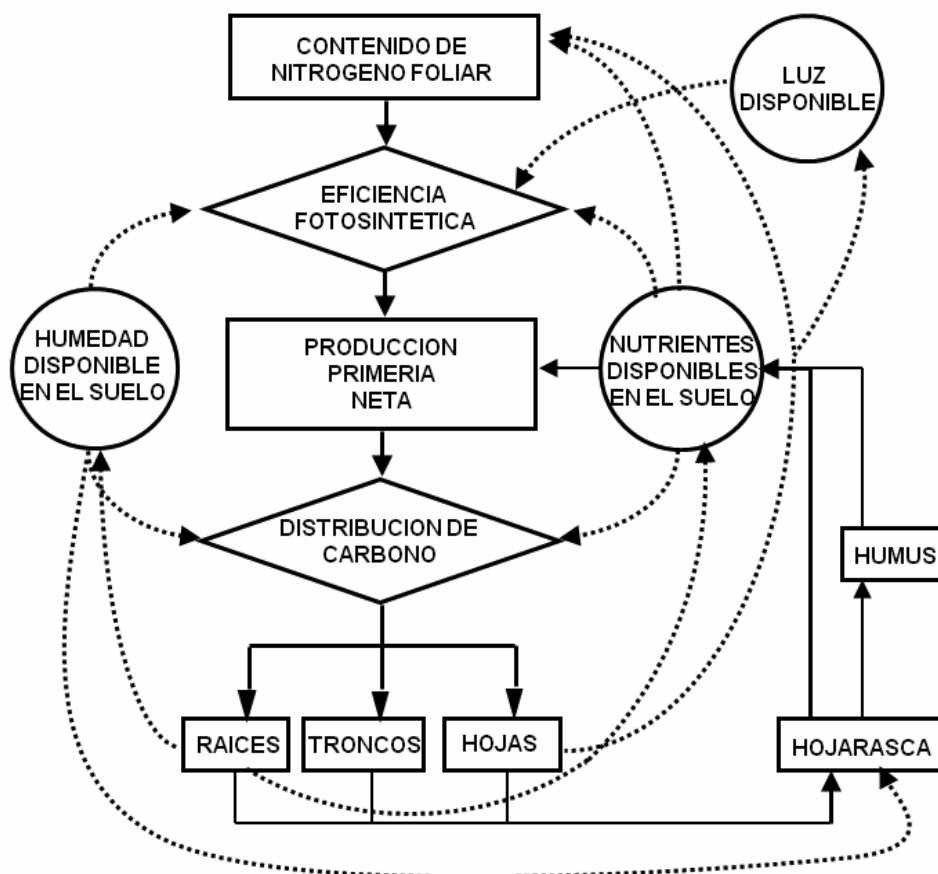 CONTENIDO DE
NITROGENO FOLIAR
LUZ
DISPONIBLE
EFICIENCIA
FOTOSINTETICA
HUMEDAD
DISPONIBLE
EN EL SUELO
PRODUCCION
PRIMERIA
NETA
NUTRIENTES
DISPONIBLES
EN EL SUELO
DISTRIBUCION DE
CARBONO
HUMUS
RAICES
TRONCOS
HOJAS
HOJARASCA